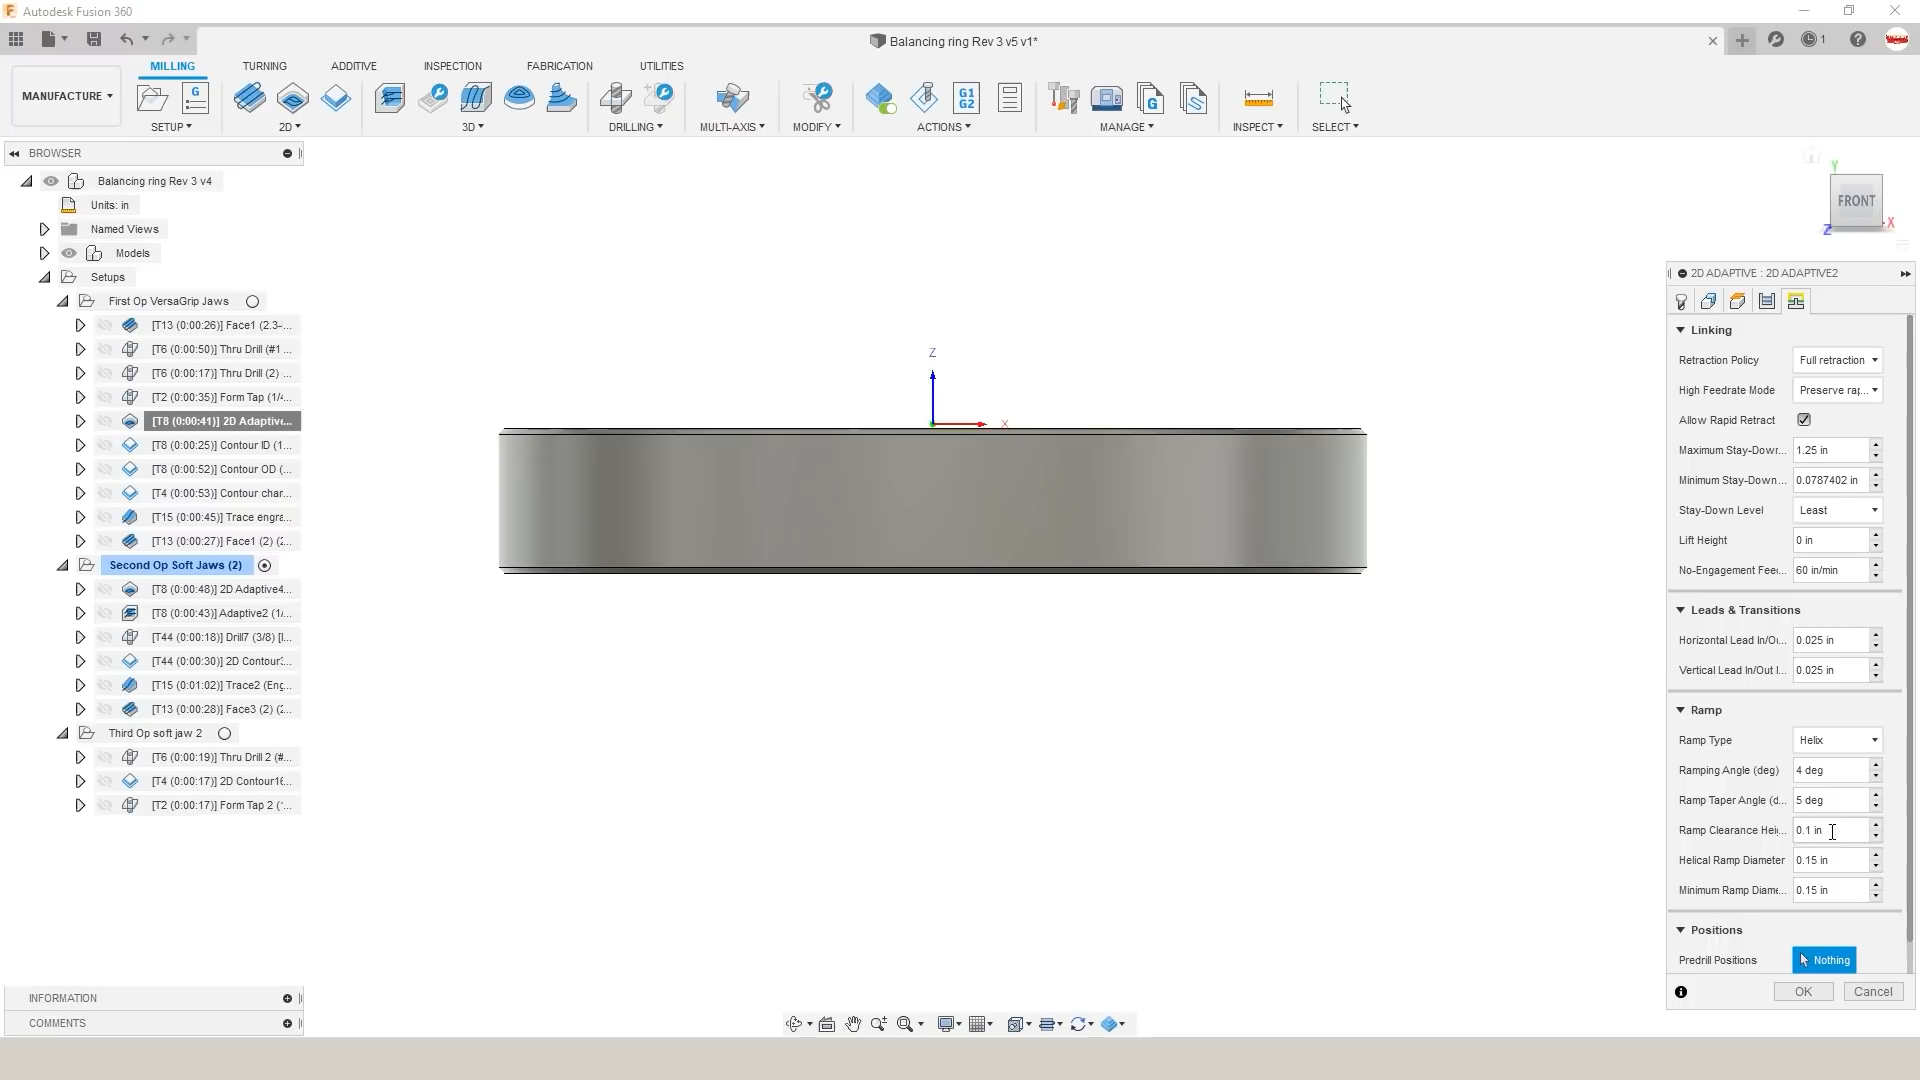 Autodesk Fusion 360
Balancing ring Rev 3 v5 v1*
1
MILLING TURNING ADDITIVE INSPECTION FABRICATION UTILITIES
MANUFACTURE
G
G1
G2
G
S
SETUP 2D 3D DRILLING MULTI-AXIS MODIFY ACTIONS MANAGE INSPECT SELECT
BROWSER
Balancing ring Rev 3 v4
Units: in
Named Views
Models
Setups
First Op VersaGrip Jaws
[T13 (0:00:26)] Face1 (2.3-...
[T6 (0:00:50)] Thru Drill (#1 ...
[T6 (0:00:17)] Thru Drill (2) ...
[T2 (0:00:35)] Form Tap (1/4...
[T8 (0:00:41)] 2D Adaptive...
[T8 (0:00:25)] Contour ID (1...
[T8 (0:00:52)] Contour OD (...
[T4 (0:00:53)] Contour cham...
[T15 (0:00:45)] Trace engra...
[T13 (0:00:27)] Face1 (2) (2...
Second Op Soft Jaws (2)
[T8 (0:00:48)] 2D Adaptive4...
[T8 (0:00:43)] Adaptive2 (1/...
[T44 (0:00:18)] Drill7 (3/8) [I...
[T44 (0:00:30)] 2D Contour3...
[T15 (0:01:02)] Trace2 (Eng...
[T13 (0:00:28)] Face3 (2) (2...
Third Op soft jaw 2
[T6 (0:00:19)] Thru Drill 2 (#...
[T4 (0:00:17)] 2D Contour16...
[T2 (0:00:17)] Form Tap 2 (1...
INFORMATION
COMMENTS
Z
X
Y
FRONT
X
Z
2D ADAPTIVE : 2D ADAPTIVE2
Linking
Retraction Policy Full retraction
High Feedrate Mode Preserve rap...
Allow Rapid Retract
Maximum Stay-Down... 1.25 in
Minimum Stay-Down... 0.0787402 in
Stay-Down Level Least
Lift Height 0 in
No-Engagement Feed... 60 in/min
Leads & Transitions
Horizontal Lead In/Ou... 0.025 in
Vertical Lead In/Out I... 0.025 in
Ramp
Ramp Type Helix
Ramping Angle (deg) 4 deg
Ramp Taper Angle (d... 5 deg
Ramp Clearance Hei... 0.1 in
Helical Ramp Diameter 0.15 in
Minimum Ramp Diame... 0.15 in
Positions
Predrill Positions Nothing
OK Cancel